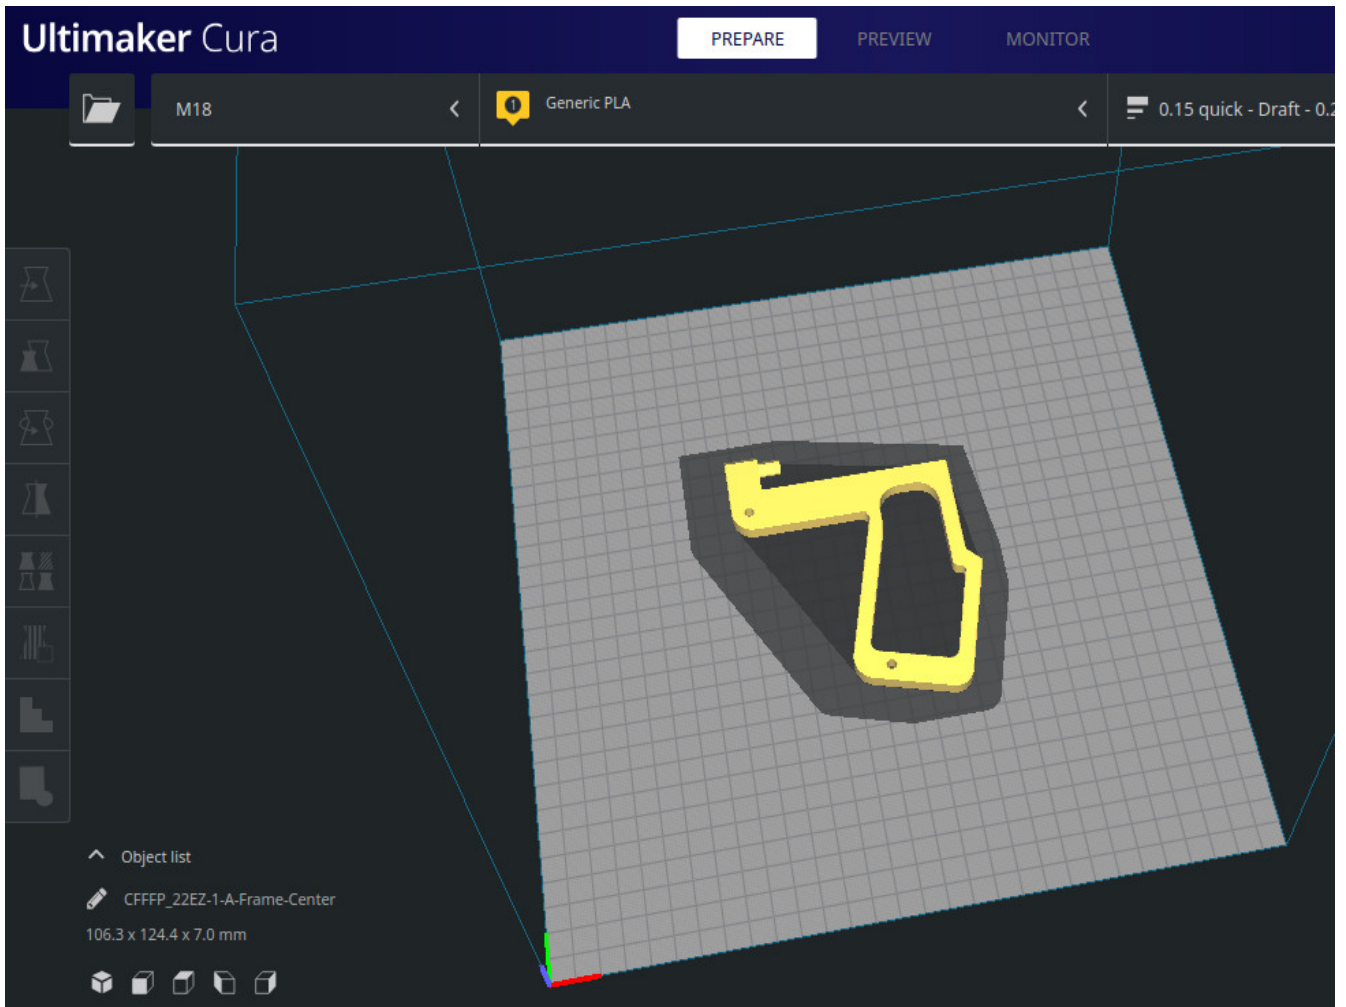 Ultimaker Cura
PREPARE
PREVIEW
MONITOR
M18
1
Generic PLA
0.15 quick - Draft - 0.2
Object list
CFFFP_22EZ-1-A-Frame-Center
106.3 x 124.4 x 7.0 mm